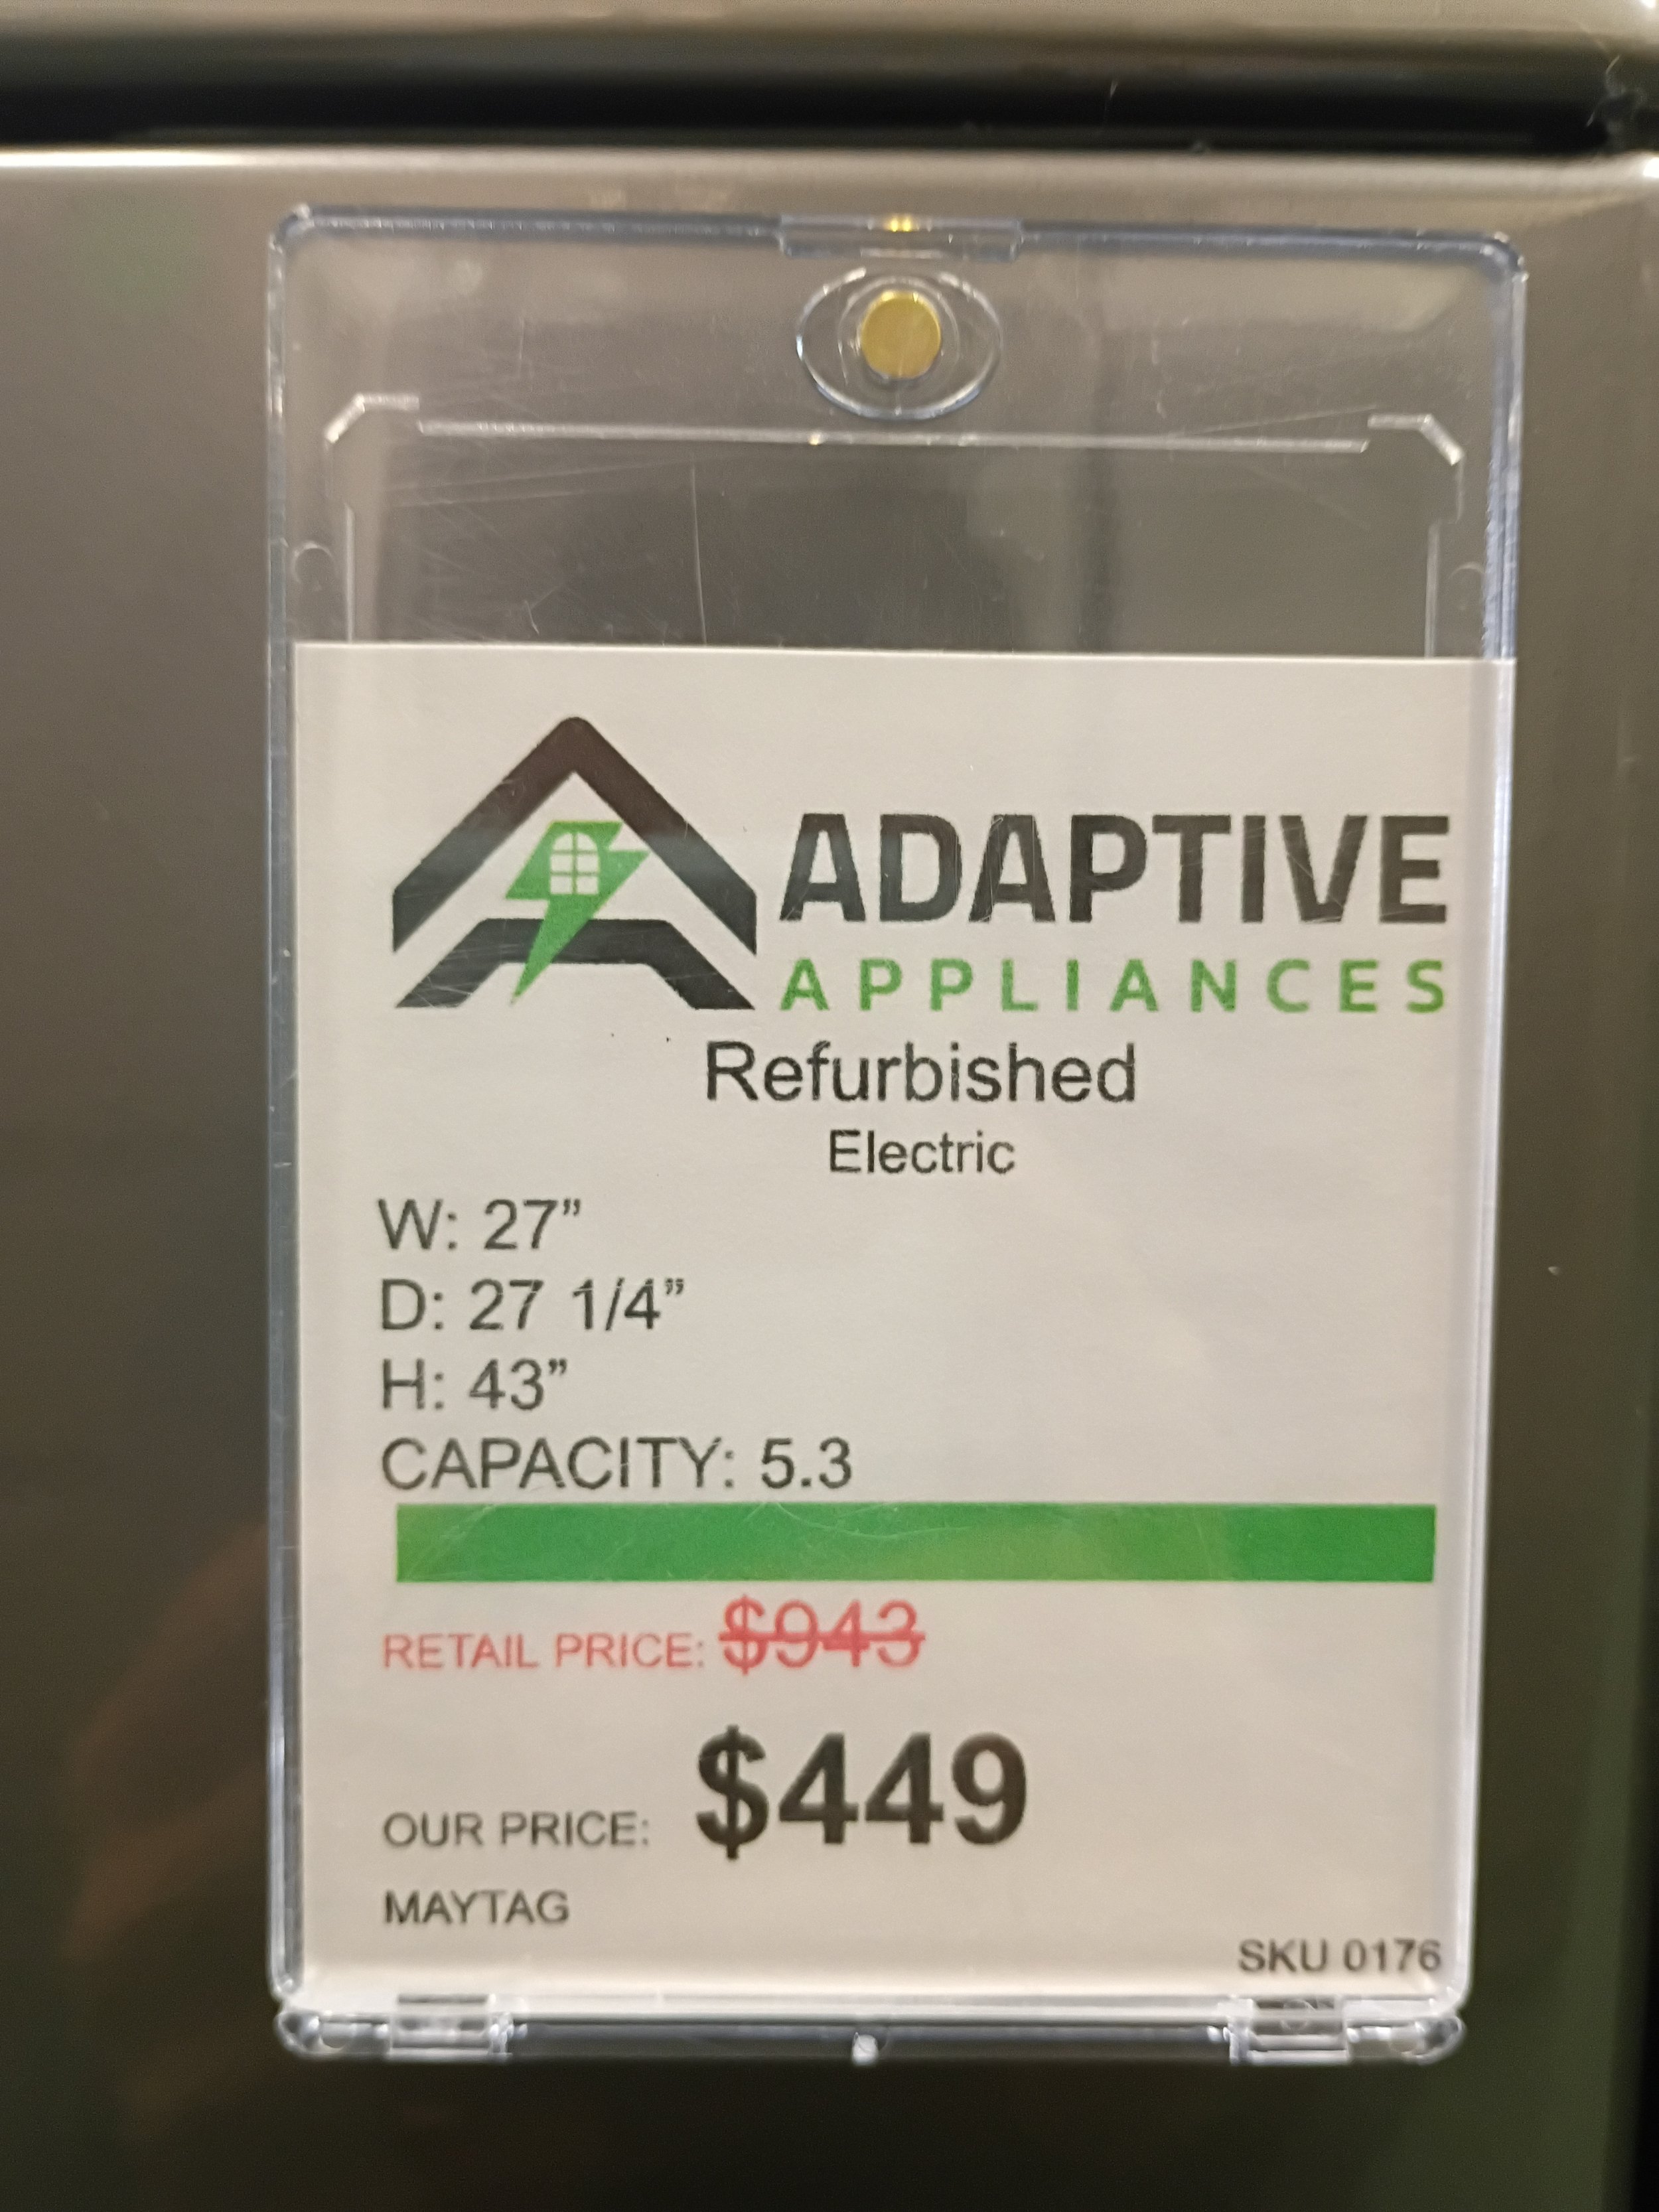 ADAPTIVE
APPLIANCES
Refurbished
Electric
W: 27”
D: 27 1/4”
H: 43”
CAPACITY: 5.3
RETAIL PRICE: $943
OUR PRICE: $449
MAYTAG
SKU 0176